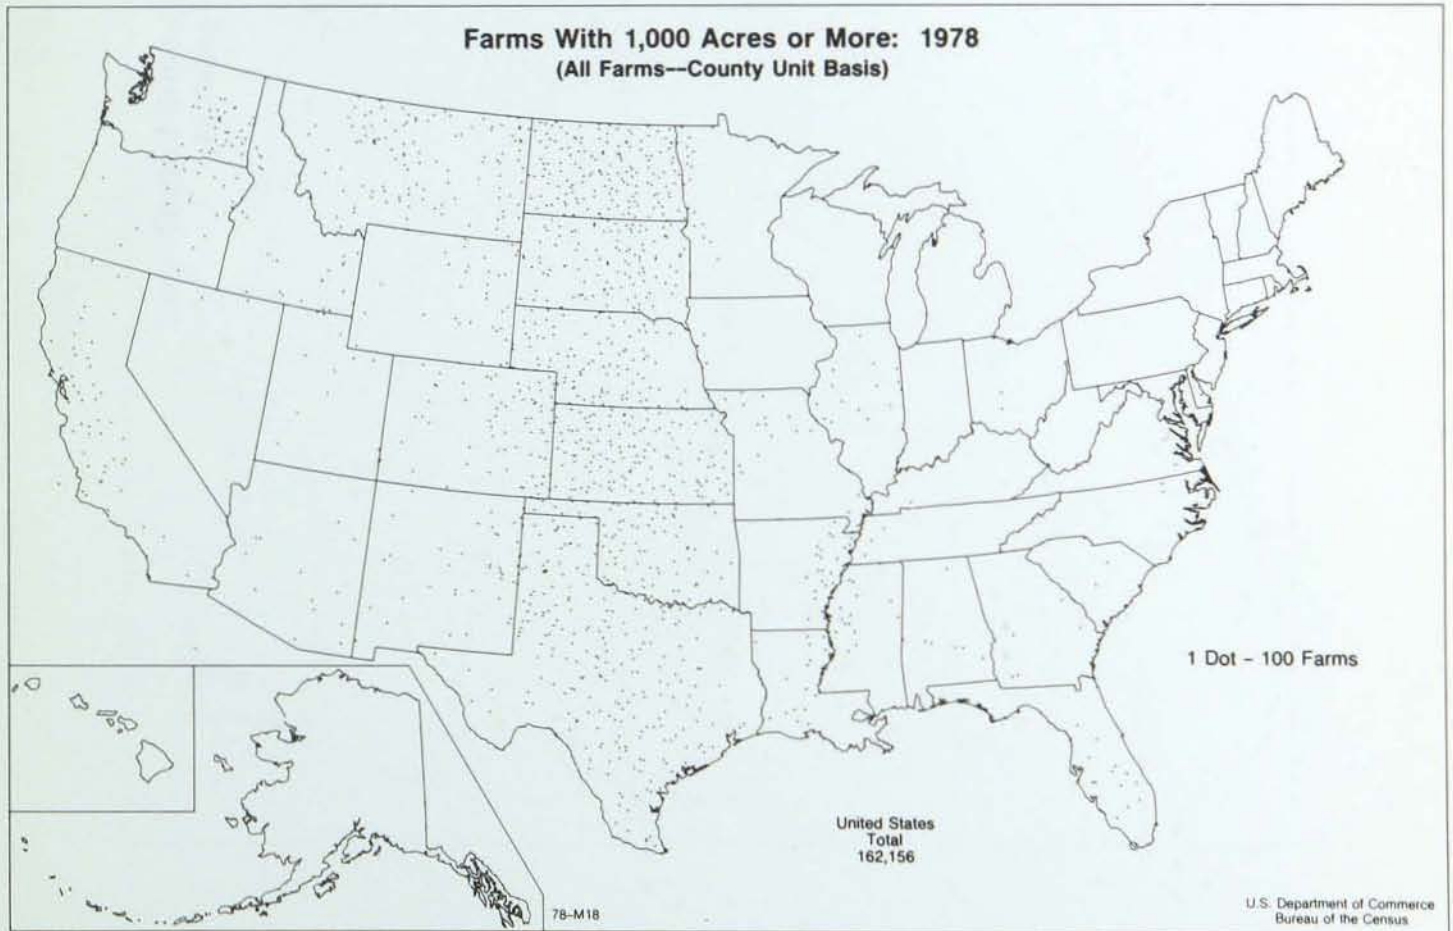 Farms With 1,000 Acres or More: 1978
(All Farms--County Unit Basis)
1 Dot - 100 Farms
United States
Total
162,156
78-M18
U.S. Department of Commerce
Bureau of the Census